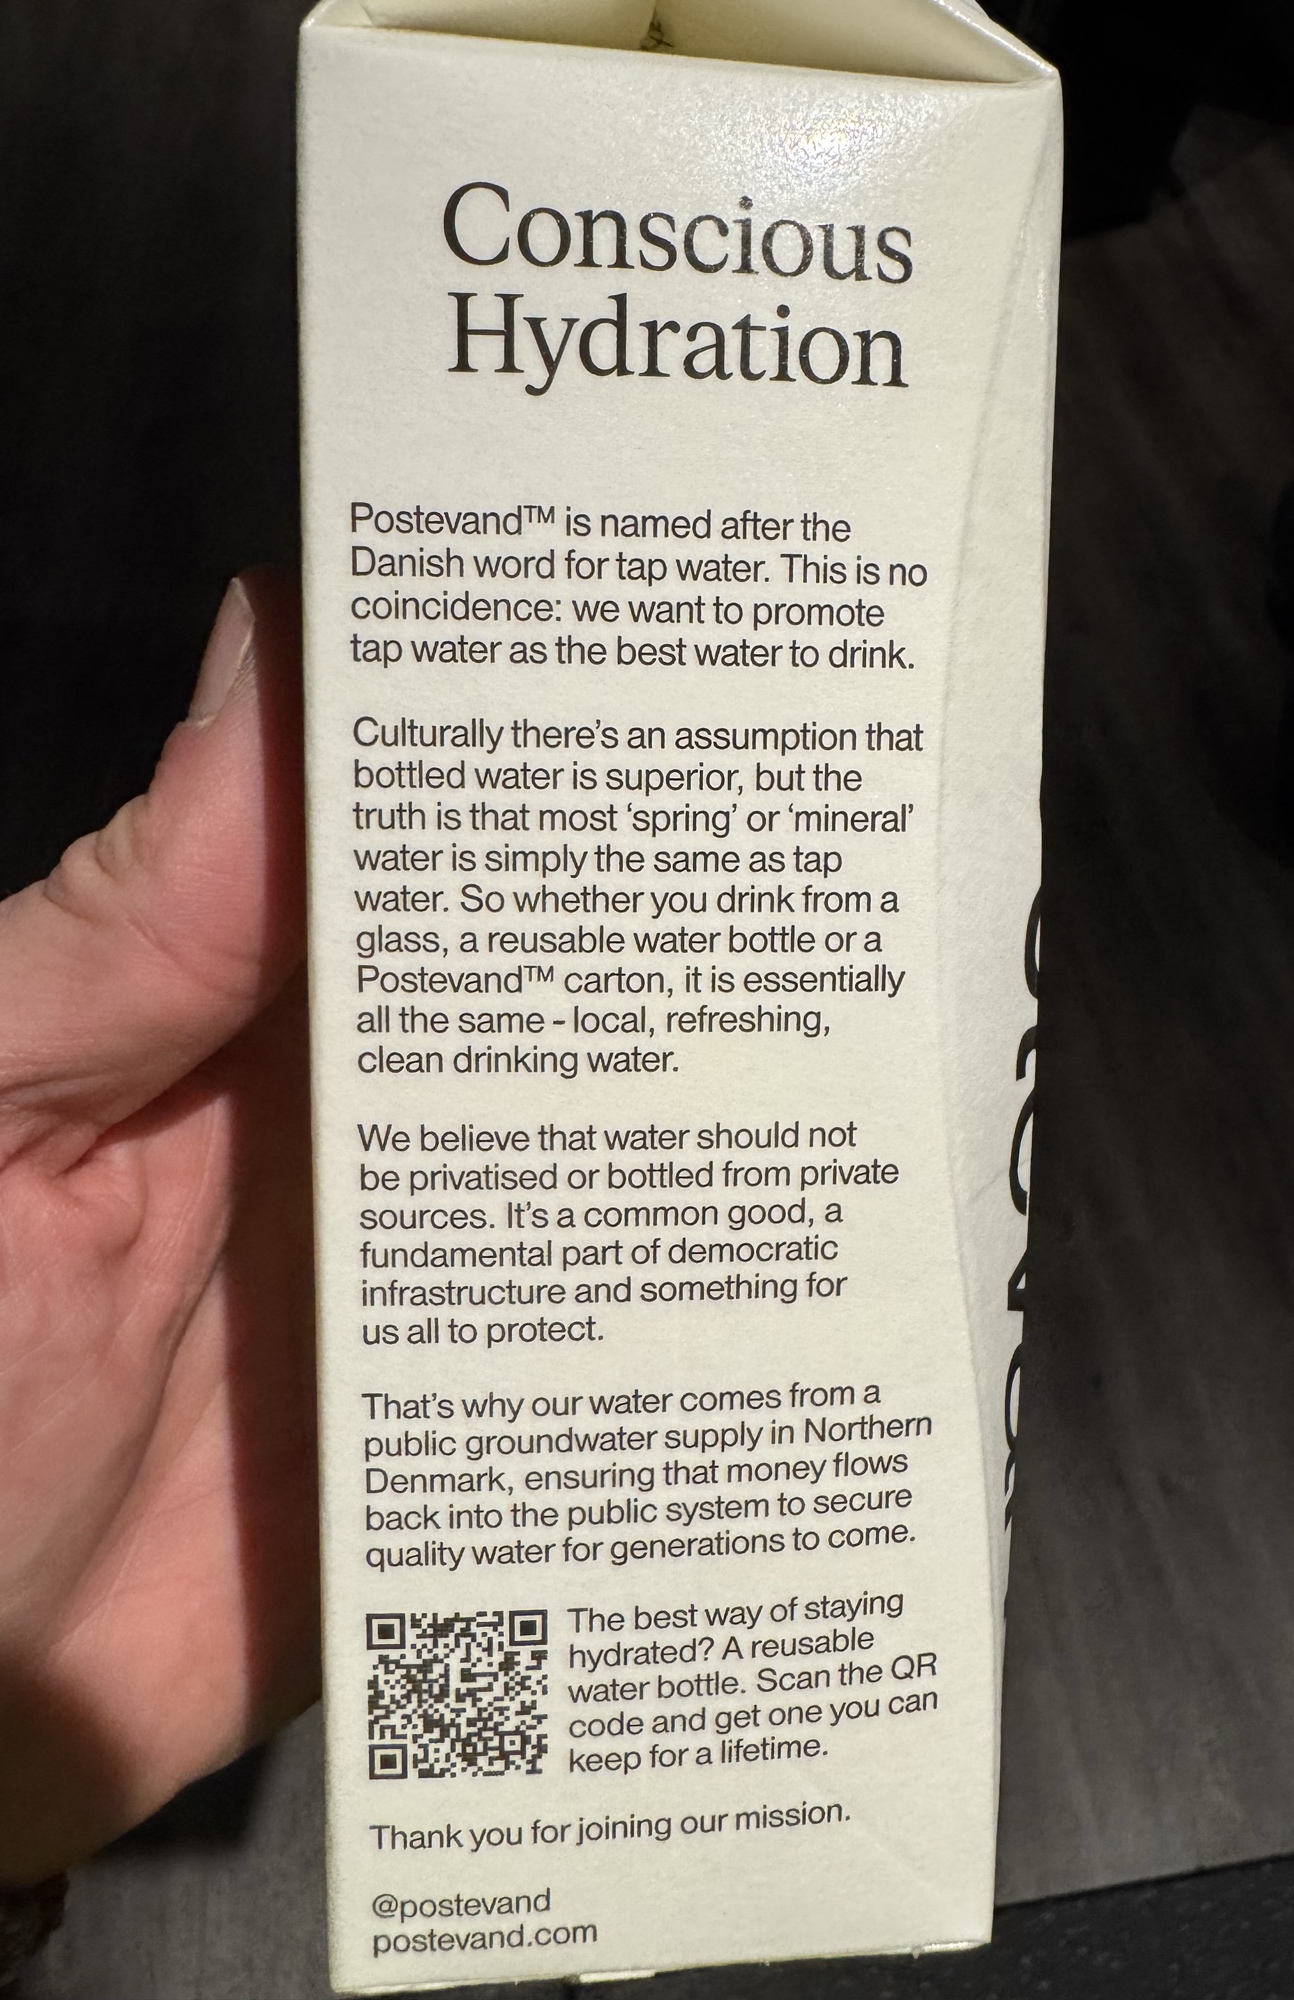 Conscious
Hydration
Postevand™ is named after the
Danish word for tap water. This is no
coincidence: we want to promote
tap water as the best water to drink.
Culturally there's an assumption that
bottled water is superior, but the
truth is that most ‘spring’ or ‘mineral’
water is simply the same as tap
water. So whether you drink from a
glass, a reusable water bottle or a
Postevand™ carton, it is essentially
all the same - local, refreshing,
clean drinking water.
We believe that water should not
be privatised or bottled from private
sources. It's a common good, a
fundamental part of democratic
infrastructure and something for
us all to protect.
That's why our water comes from a
public groundwater supply in Northern
Denmark, ensuring that money flows
back into the public system to secure
quality water for generations to come.
The best way of staying
hydrated? A reusable
water bottle. Scan the QR
code and get one you can
keep for a lifetime.
Thank you for joining our mission.
@postevand
postevand.com